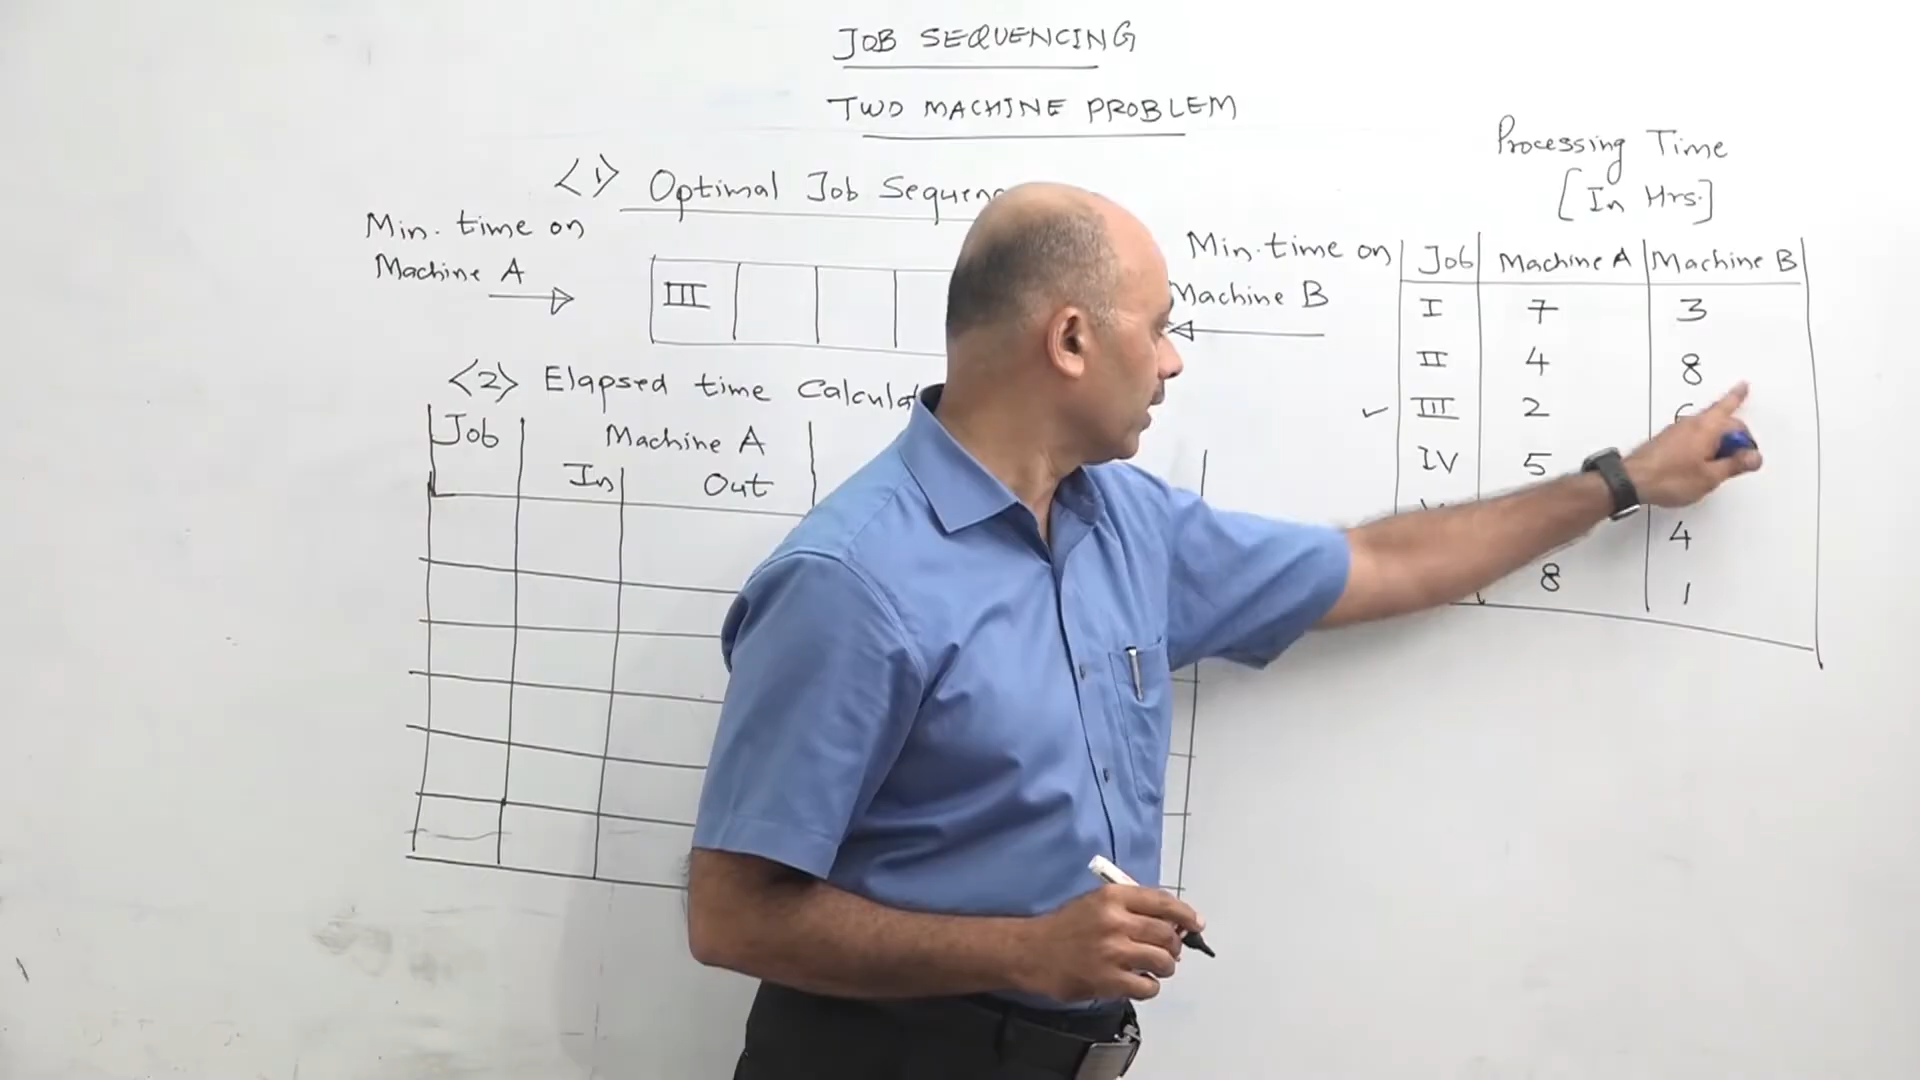 JOB SEQUENCING
TWO MACHINE PROBLEM
<1> Optimal Job
Min. time on
Machine A
III
Min. time on
Machine B
<2> Elapsed time
Job Machine A
In Out
Processing Time
[In Hrs.]
Job Machine A Machine B
I 7 3
II 4 8
✓ III 2
IV 5
4
8 1